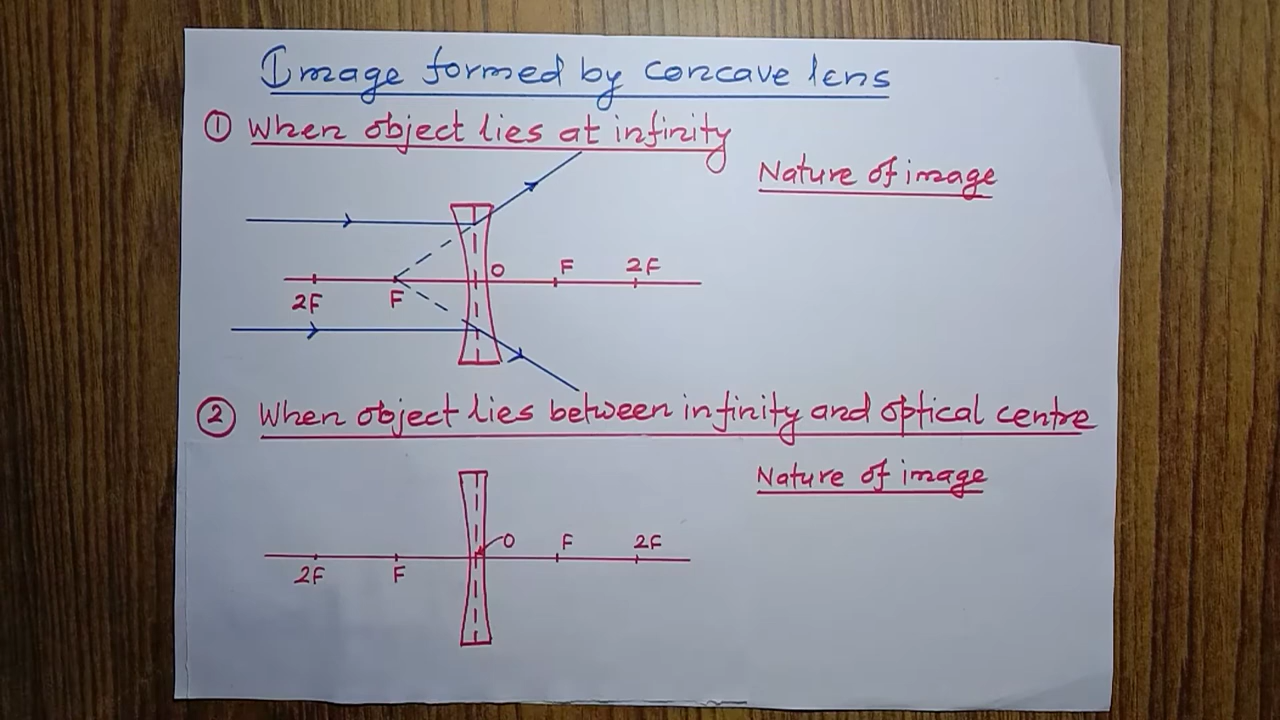 Image formed by concave lens
① When object lies at infinity
Nature of image
O F 2F
2F F
② When object lies between infinity and optical centre
Nature of image
O F 2F
2F F